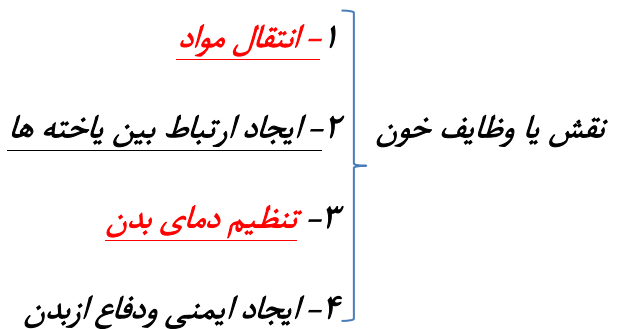 نقش یا وظایف خون
۱- انتقال مواد
۲- ایجاد ارتباط بین یاخته ها
۳- تنظیم دمای بدن
۴- ایجاد ایمنی ودفاع ازبدن